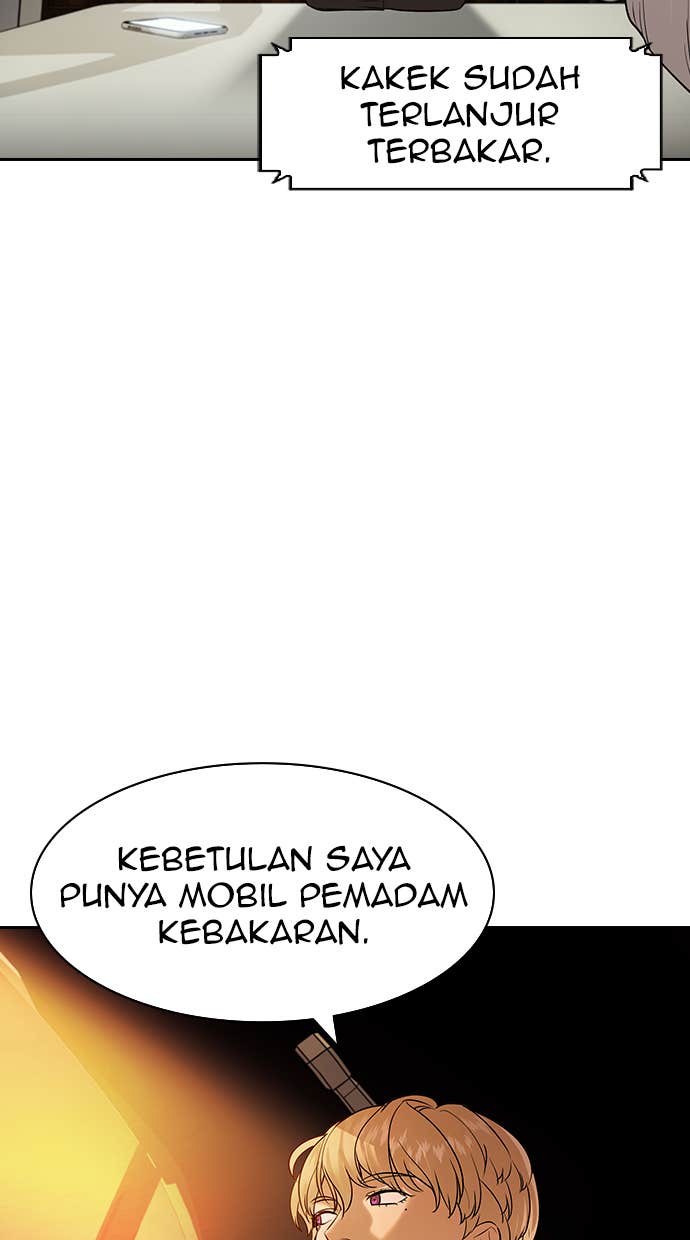 KAKEK SUDAH
TERLANJUR
TERBAKAR.
KEBETULAN SAYA
PUNYA MOBIL PEMADAM
KEBAKARAN.